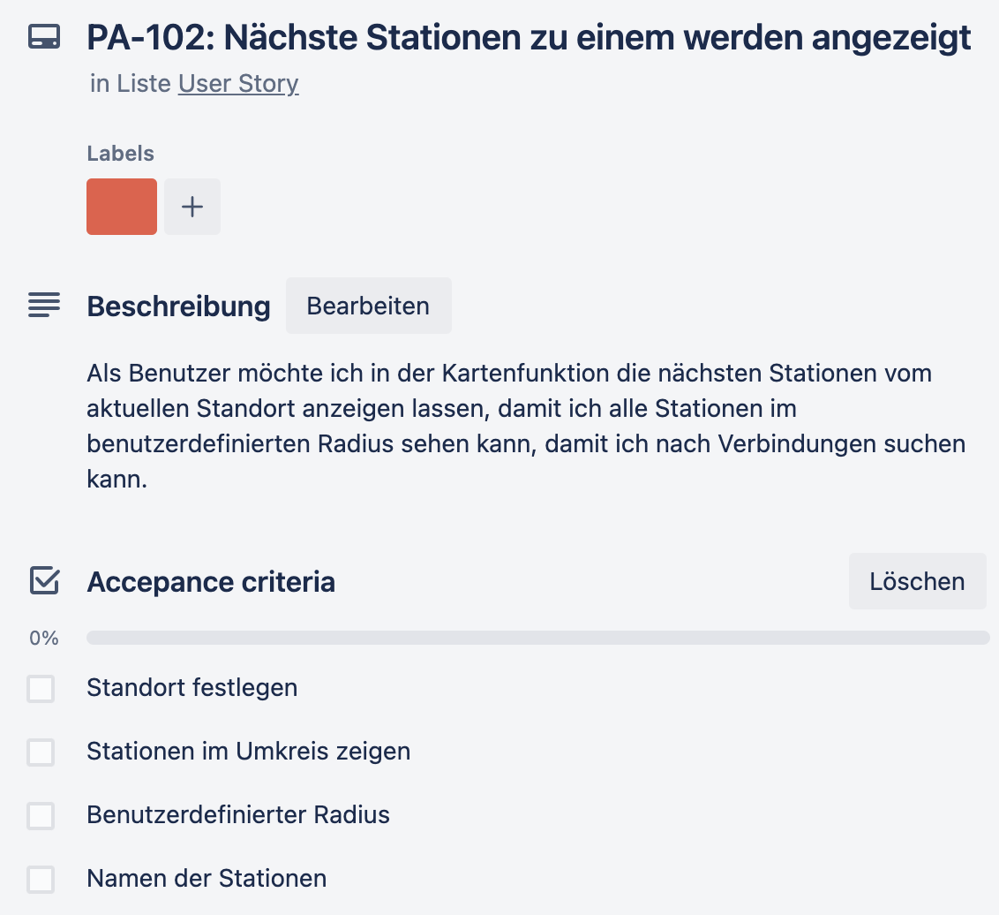 PA-102: Nächste Stationen zu einem werden angezeigt
in Liste User Story
Labels
Beschreibung Bearbeiten
Als Benutzer möchte ich in der Kartenfunktion die nächsten Stationen vom
aktuellen Standort anzeigen lassen, damit ich alle Stationen im
benutzerdefinierten Radius sehen kann, damit ich nach Verbindungen suchen
kann.
Accepance criteria Löschen
0%
Standort festlegen
Stationen im Umkreis zeigen
Benutzerdefinierter Radius
Namen der Stationen